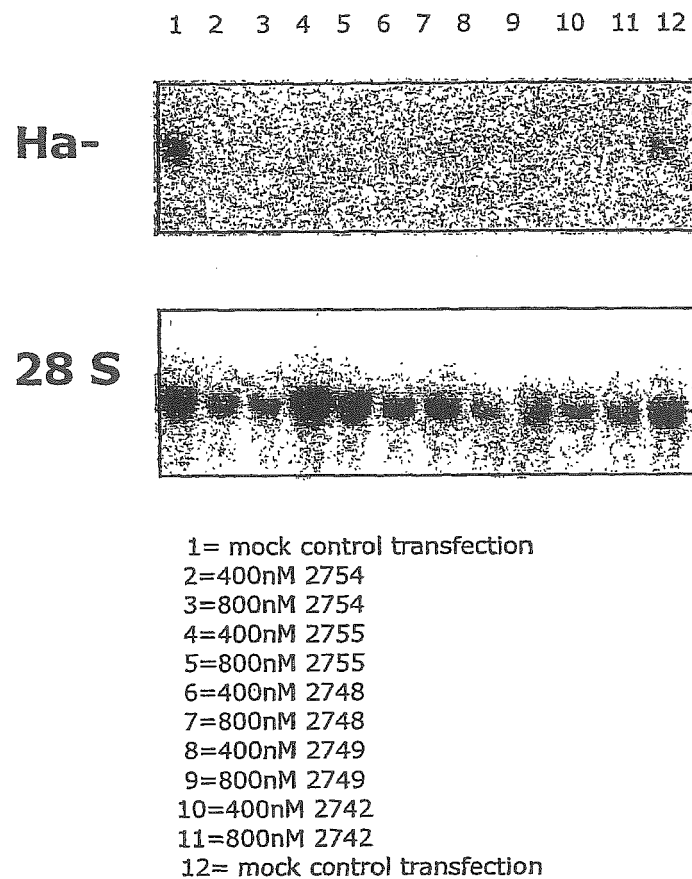 1 2 3 4 5 6 7 8 9 10 11 12
Ha-
28 S
1= mock control transfection
2=400nM 2754
3=800nM 2754
4=400nM 2755
5=800nM 2755
6=400nM 2748
7=800nM 2748
8=400nM 2749
9=800nM 2749
10=400nM 2742
11=800nM 2742
12= mock control transfection